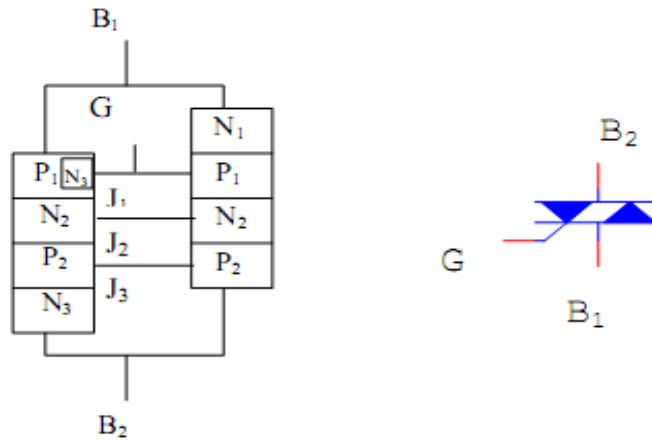 B₁
G
N₁
P₁ N₃ P₁
J₁
N₂ N₂
J₂
P₂ P₂
J₃
N₃
B₂
B₂
G
B₁